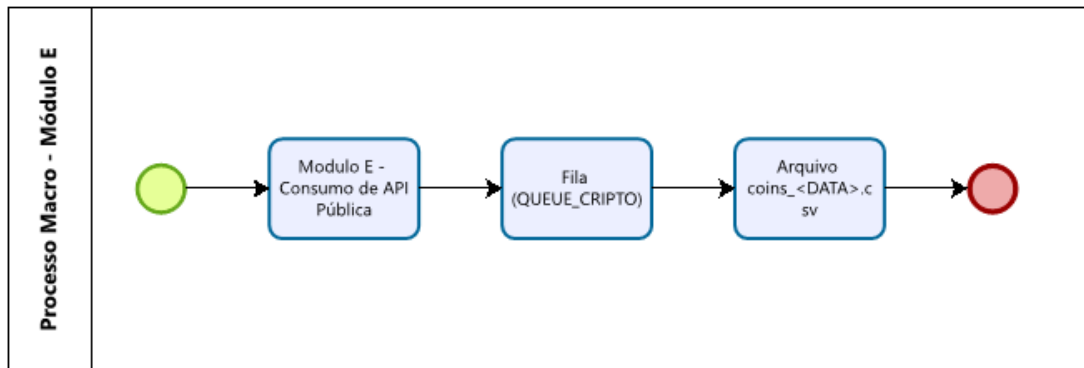 Processo Macro - Módulo E
Modulo E -
Consumo de API
Pública
Fila
(QUEUE_CRIPTO)
Arquivo
coins_<DATA>.c
sv